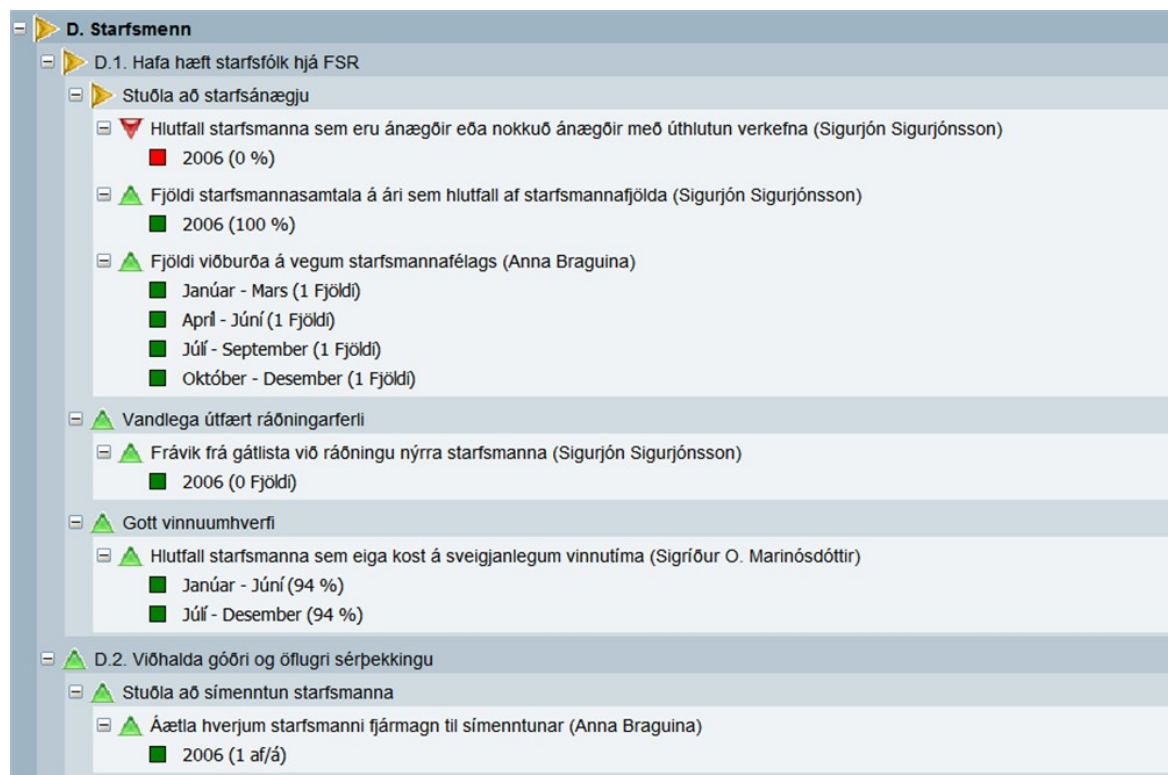 D. Starfsmenn
D.1. Hafa hæft starfsfólk hjá FSR
Stuðla að starfsánægju
Hlutfall starfsmanna sem eru ánægðir eða nokkuð ánægðir með úthlutun verkefna (Sigurjón Sigurjónsson)
2006 (0 %)
Fjöldi starfsmannasamtala á ári sem hlutfall af starfsmannafjölda (Sigurjón Sigurjónsson)
2006 (100 %)
Fjöldi viðburða á vegum starfsmannafélags (Anna Braguina)
Janúar - Mars (1 Fjöldi)
Apríl - Júní (1 Fjöldi)
Júlí - September (1 Fjöldi)
Október - Desember (1 Fjöldi)
Vandlega útfært ráðningarferli
Frávik frá gátlista við ráðningu nýrra starfsmanna (Sigurjón Sigurjónsson)
2006 (0 Fjöldi)
Gott vinnuumhverfi
Hlutfall starfsmanna sem eiga kost á sveigjanlegum vinnutíma (Sigríður O. Marinósdóttir)
Janúar - Júní (94 %)
Júlí - Desember (94 %)
D.2. Viðhalda góðri og öflugri sérþekkingu
Stuðla að símenntun starfsmanna
Áætla hverjum starfsmanni fjármagn til símenntunar (Anna Braguina)
2006 (1 af/á)